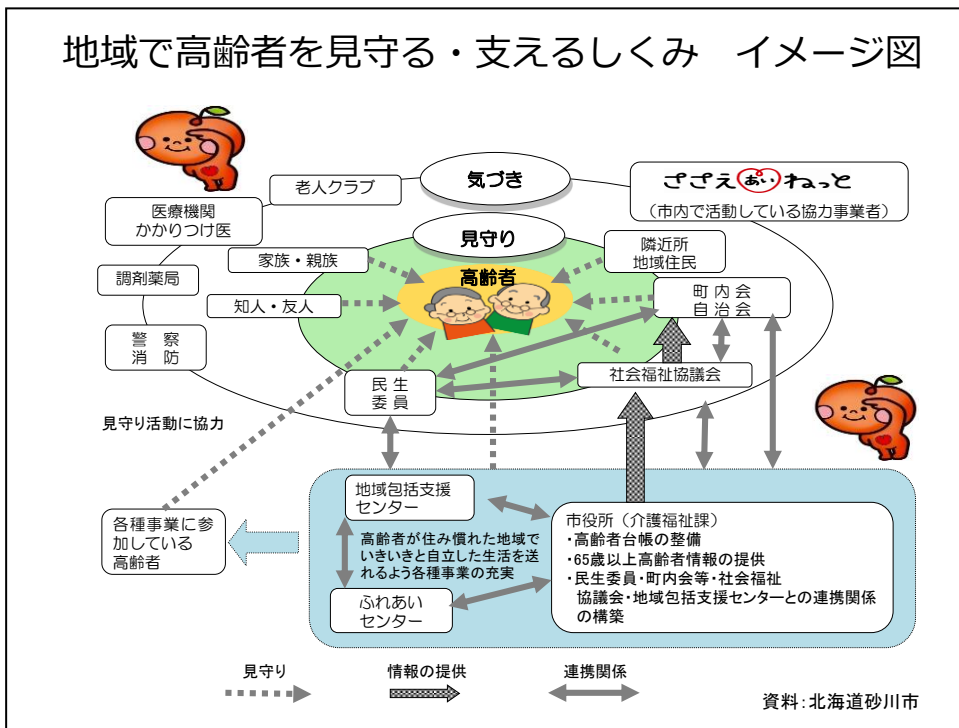 地域で高齢者を見守る・支えるしくみ　イメージ図
気づき
老人クラブ
ささえあいねっと
（市内で活動している協力事業者）
医療機関
かかりつけ医
見守り
家族・親族
隣近所
地域住民
高齢者
調剤薬局
知人・友人
町内会
自治会
警　察
消　防
民生
委員
社会福祉協議会
見守り活動に協力
地域包括支援
センター
各種事業に参
加している
高齢者
高齢者が住み慣れた地域で
いきいきと自立した生活を送
れるよう各種事業の充実
ふれあい
センター
市役所（介護福祉課）
・高齢者台帳の整備
・65歳以上高齢者情報の提供
・民生委員・町内会等・社会福祉
協議会・地域包括支援センターとの連携関係
の構築
見守り
情報の提供
連携関係
資料：北海道砂川市